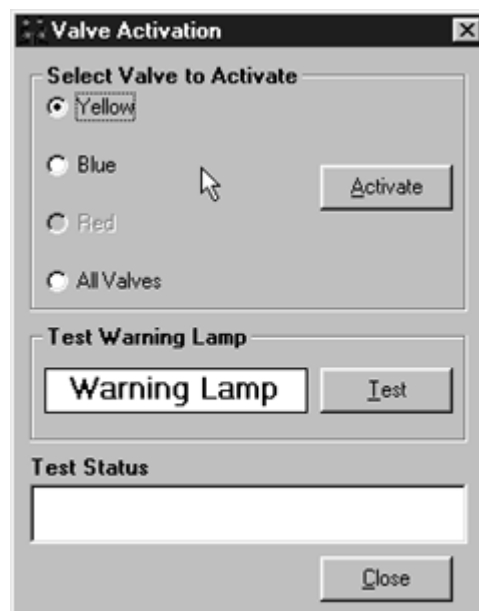 Valve Activation
Select Valve to Activate
Yellow
Blue
Activate
Red
All Valves
Test Warning Lamp
Warning Lamp
Test
Test Status
Close